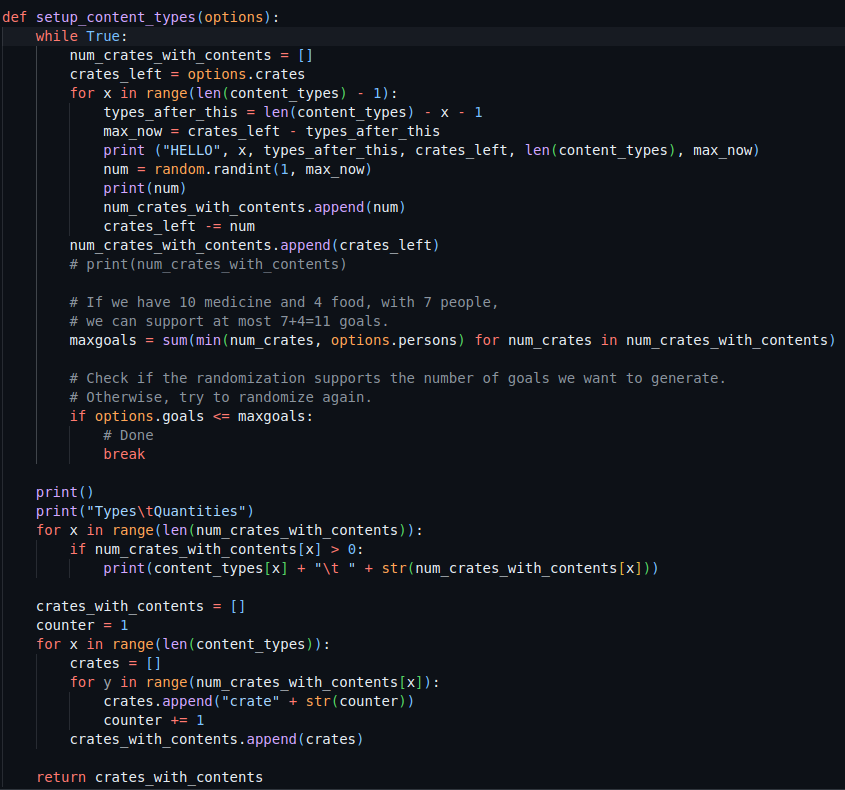 def setup_content_types(options):
    while True:
        num_crates_with_contents = []
        crates_left = options.crates
        for x in range(len(content_types) - 1):
            types_after_this = len(content_types) - x - 1
            max_now = crates_left - types_after_this
            print ("HELLO", x, types_after_this, crates_left, len(content_types), max_now)
            num = random.randint(1, max_now)
            print(num)
            num_crates_with_contents.append(num)
            crates_left -= num
        num_crates_with_contents.append(crates_left)
        # print(num_crates_with_contents)

        # If we have 10 medicine and 4 food, with 7 people,
        # we can support at most 7+4=11 goals.
        maxgoals = sum(min(num_crates, options.persons) for num_crates in num_crates_with_contents)

        # Check if the randomization supports the number of goals we want to generate.
        # Otherwise, try to randomize again.
        if options.goals <= maxgoals:
            # Done
            break

    print()
    print("Types\tQuantities")
    for x in range(len(num_crates_with_contents)):
        if num_crates_with_contents[x] > 0:
            print(content_types[x] + "\t " + str(num_crates_with_contents[x]))

    crates_with_contents = []
    counter = 1
    for x in range(len(content_types)):
        crates = []
        for y in range(num_crates_with_contents[x]):
            crates.append("crate" + str(counter))
            counter += 1
        crates_with_contents.append(crates)

    return crates_with_contents